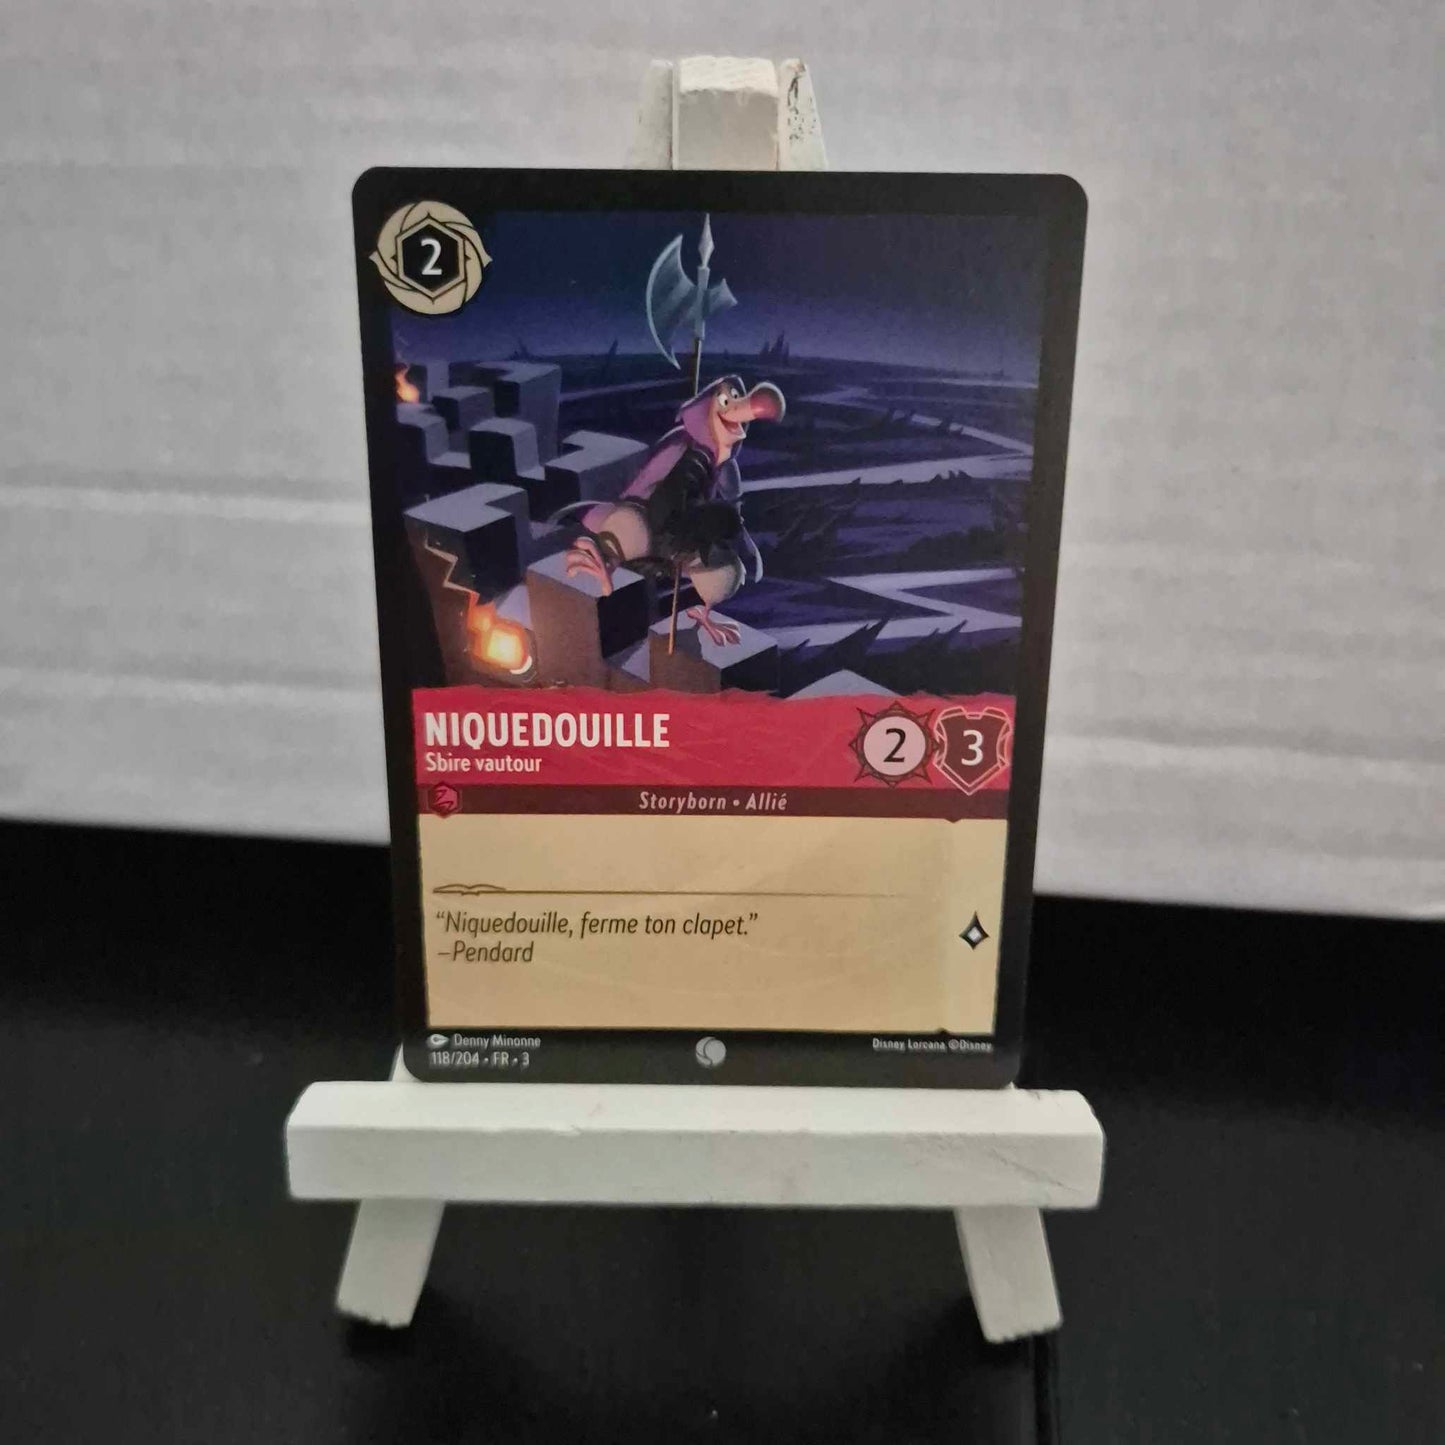 2
NIQUEDOUILLE
Sbire vautour
2
3
Storyborn • Allié
“Niquedouille, ferme ton clapet.”
–Pendard
Denny Minonne
118/204 • FR • 3
Disney Lorcana ©Disney